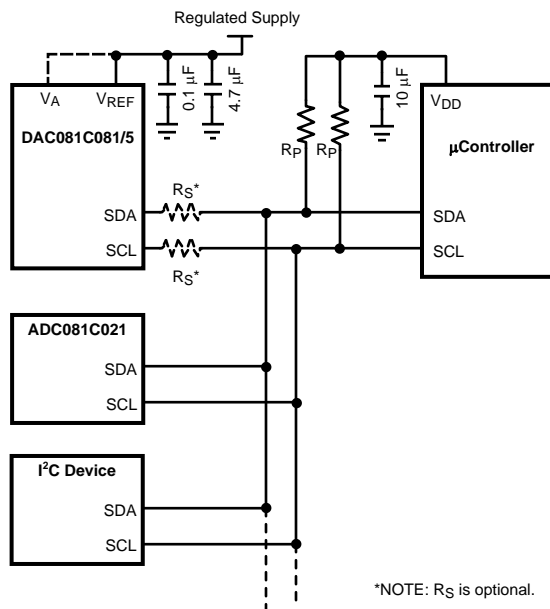 Regulated Supply
VA
VREF
0.1 µF
4.7 µF
10 µF
VDD
DAC081C081/5
µController
RP
RP
RS*
SDA
SDA
SCL
SCL
RS*
ADC081C021
SDA
SCL
I²C Device
SDA
SCL
*NOTE: RS is optional.